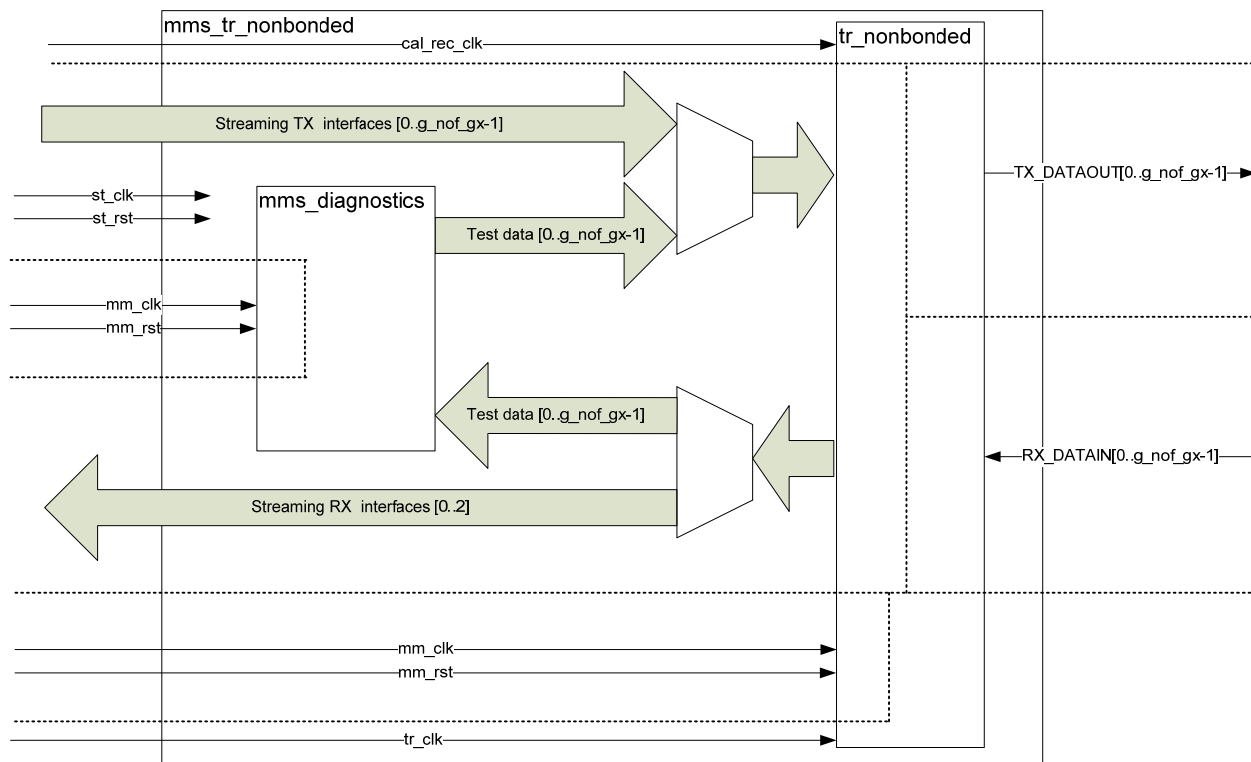 mms_tr_nonbonded
tr_nonbonded
cal_rec_clk
Streaming TX interfaces [0..g_nof_gx-1]
TX_DATAOUT[0..g_nof_gx-1]
st_clk
st_rst
mms_diagnostics
Test data [0..g_nof_gx-1]
mm_clk
mm_rst
Test data [0..g_nof_gx-1]
RX_DATAIN[0..g_nof_gx-1]
Streaming RX interfaces [0..2]
mm_clk
mm_rst
tr_clk